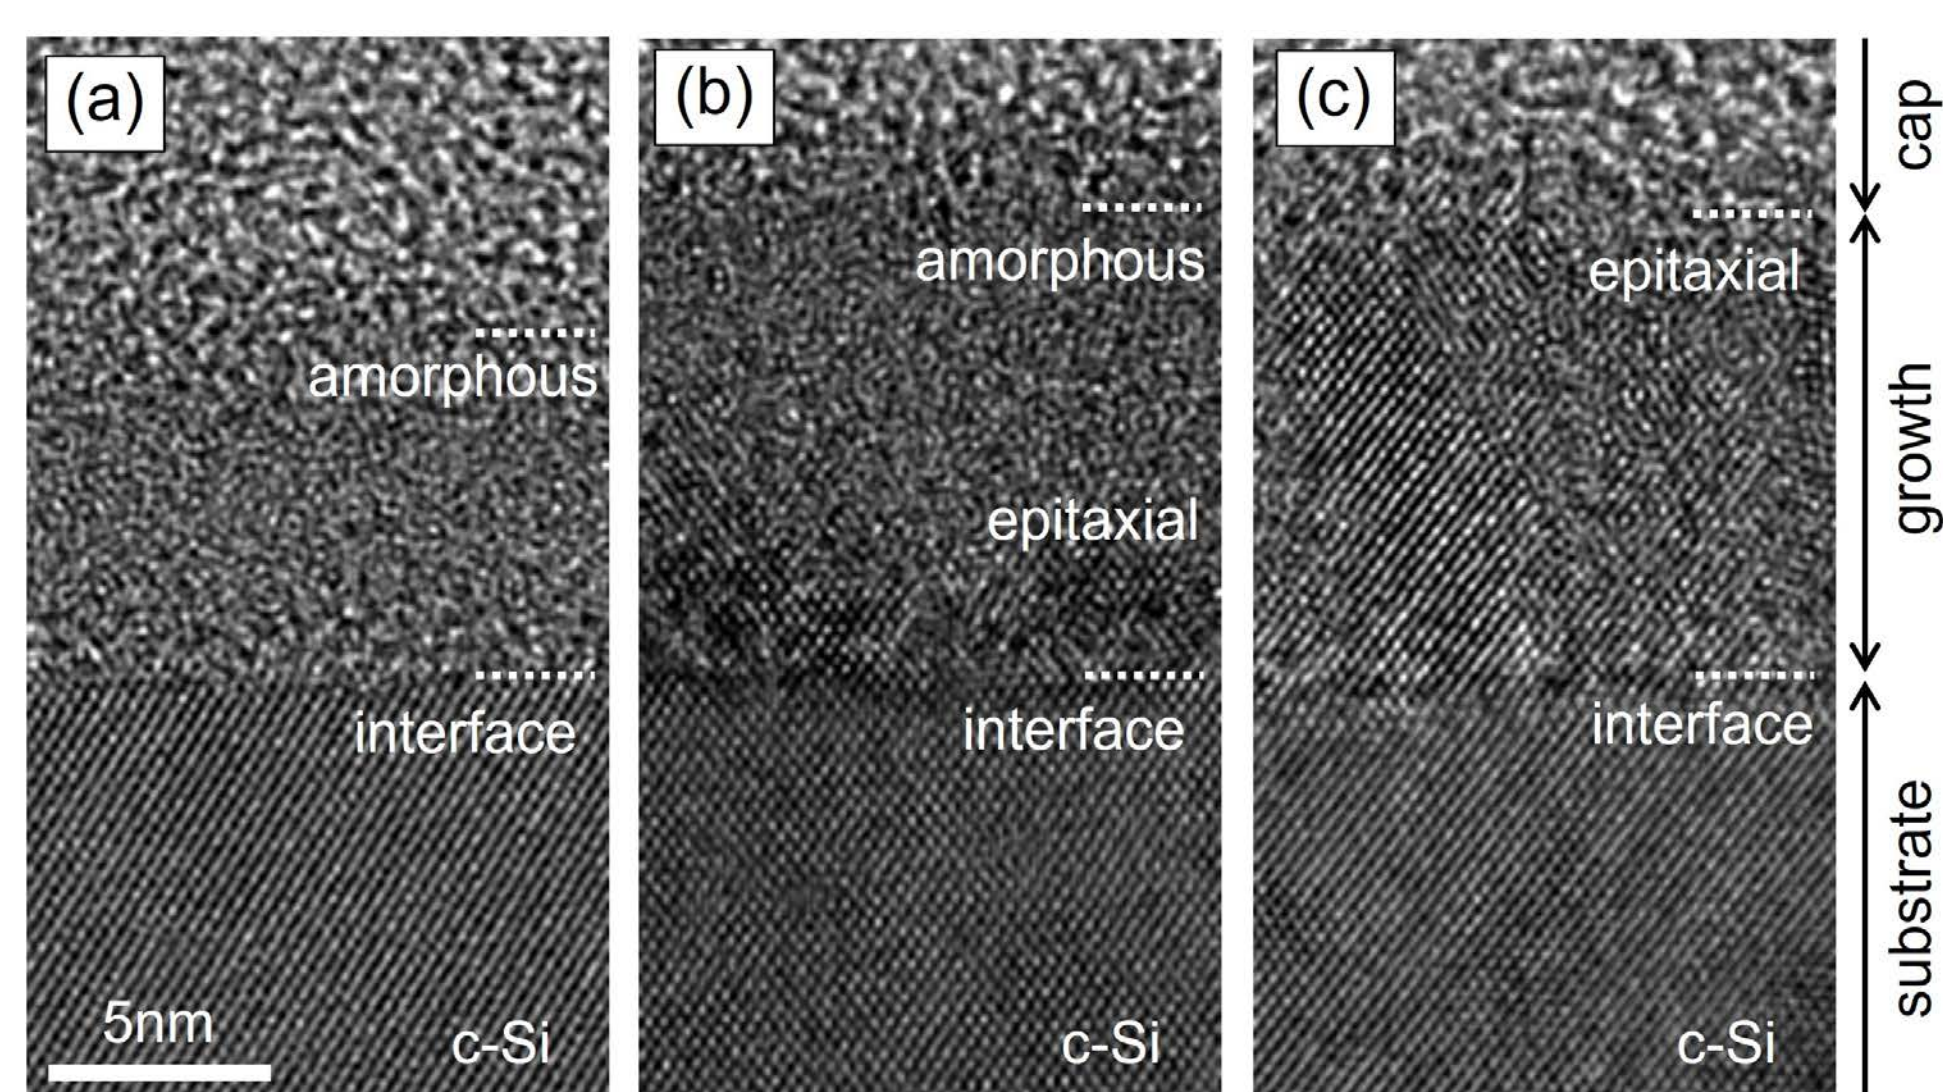 (a)
amorphous
interface
5nm
c-Si
(b)
amorphous
epitaxial
interface
c-Si
(c)
epitaxial
interface
c-Si
cap
growth
substrate